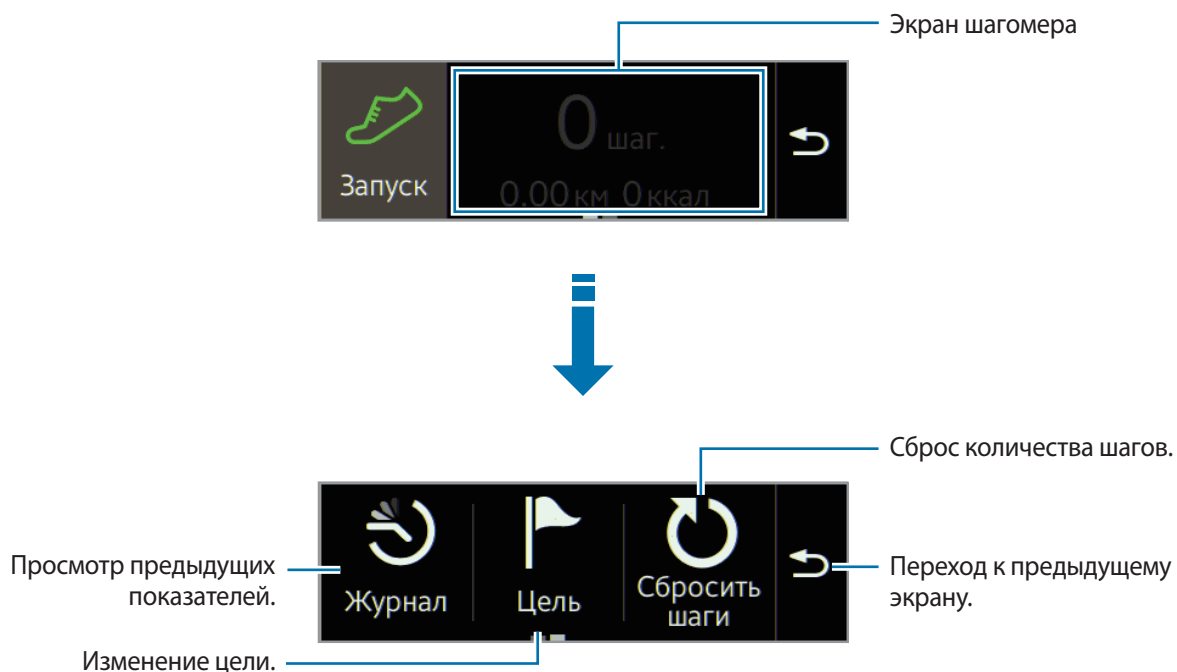 Экран шагомера
Запуск
0 шаг.
0.00 км 0 ккал
Сброс количества шагов.
Просмотр предыдущих
показателей.
Журнал
Цель
Сбросить
шаги
Переход к предыдущему
экрану.
Изменение цели.